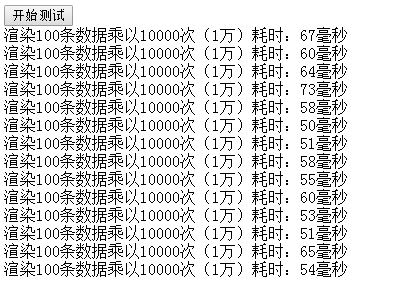 开始测试
渲染100条数据乘以10000次（1万）耗时：67毫秒
渲染100条数据乘以10000次（1万）耗时：60毫秒
渲染100条数据乘以10000次（1万）耗时：64毫秒
渲染100条数据乘以10000次（1万）耗时：73毫秒
渲染100条数据乘以10000次（1万）耗时：58毫秒
渲染100条数据乘以10000次（1万）耗时：50毫秒
渲染100条数据乘以10000次（1万）耗时：51毫秒
渲染100条数据乘以10000次（1万）耗时：58毫秒
渲染100条数据乘以10000次（1万）耗时：55毫秒
渲染100条数据乘以10000次（1万）耗时：60毫秒
渲染100条数据乘以10000次（1万）耗时：53毫秒
渲染100条数据乘以10000次（1万）耗时：51毫秒
渲染100条数据乘以10000次（1万）耗时：65毫秒
渲染100条数据乘以10000次（1万）耗时：54毫秒